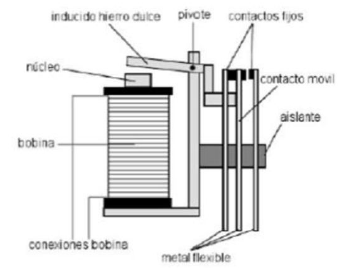 inducido hierro dulce
pivote
contactos fijos
núcleo
contacto movil
aislante
bobina
conexiones bobina
metal flexible